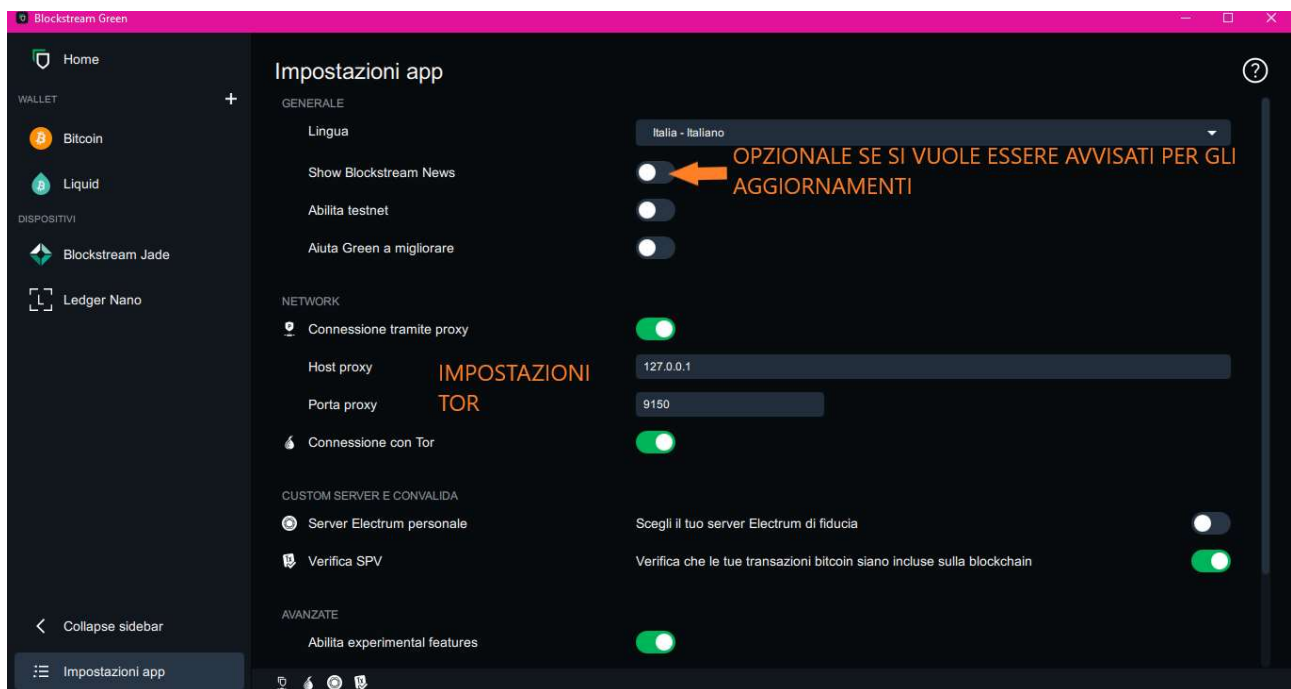 Blockstream Green
Home
WALLET
Bitcoin
Liquid
DISPOSITIVI
Blockstream Jade
Ledger Nano
Collapse sidebar
Impostazioni app
Impostazioni app
GENERALE
Lingua
Italia - Italiano
Show Blockstream News
OPZIONALE SE SI VUOLE ESSERE AVVISATI PER GLI
AGGIORNAMENTI
Abilita testnet
Aiuta Green a migliorare
NETWORK
Connessione tramite proxy
Host proxy
127.0.0.1
IMPOSTAZIONI
TOR
Porta proxy
9150
Connessione con Tor
CUSTOM SERVER E CONVALIDA
Server Electrum personale
Scegli il tuo server Electrum di fiducia
Verifica SPV
Verifica che le tue transazioni bitcoin siano incluse sulla blockchain
AVANZATE
Abilita experimental features